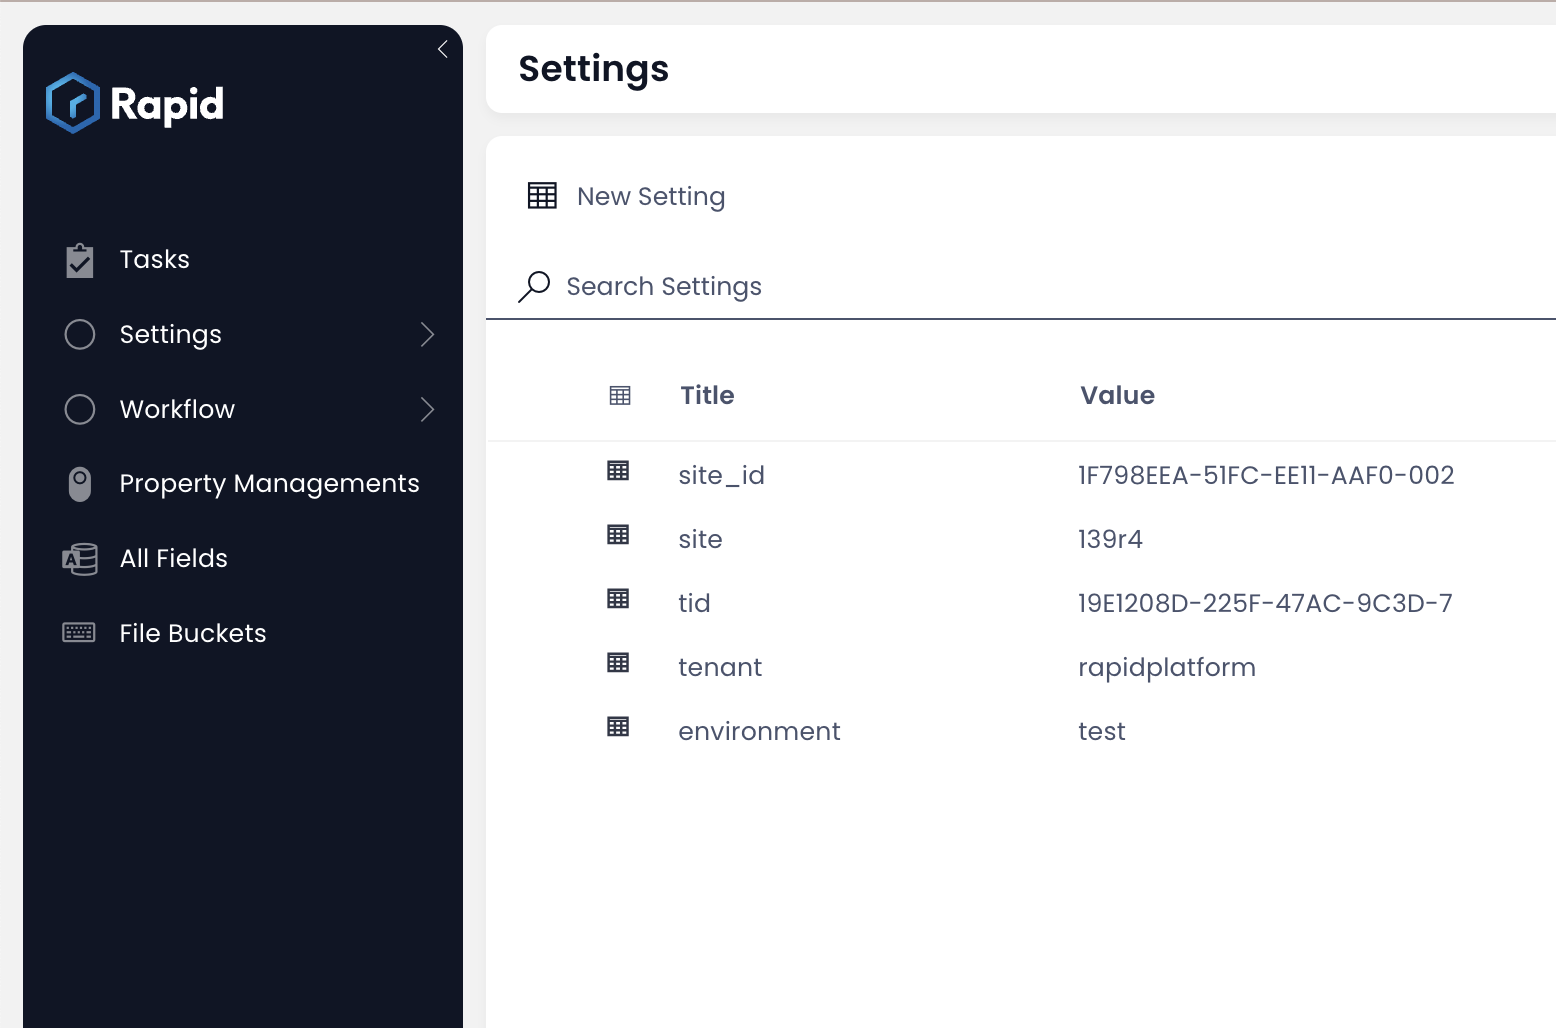 Rapid
Tasks
Settings
Workflow
Property Managements
All Fields
File Buckets
Settings
New Setting
Search Settings
Title Value
site_id 1F798EEA-51FC-EE11-AAF0-002
site 139r4
tid 19E1208D-225F-47AC-9C3D-7
tenant rapidplatform
environment test